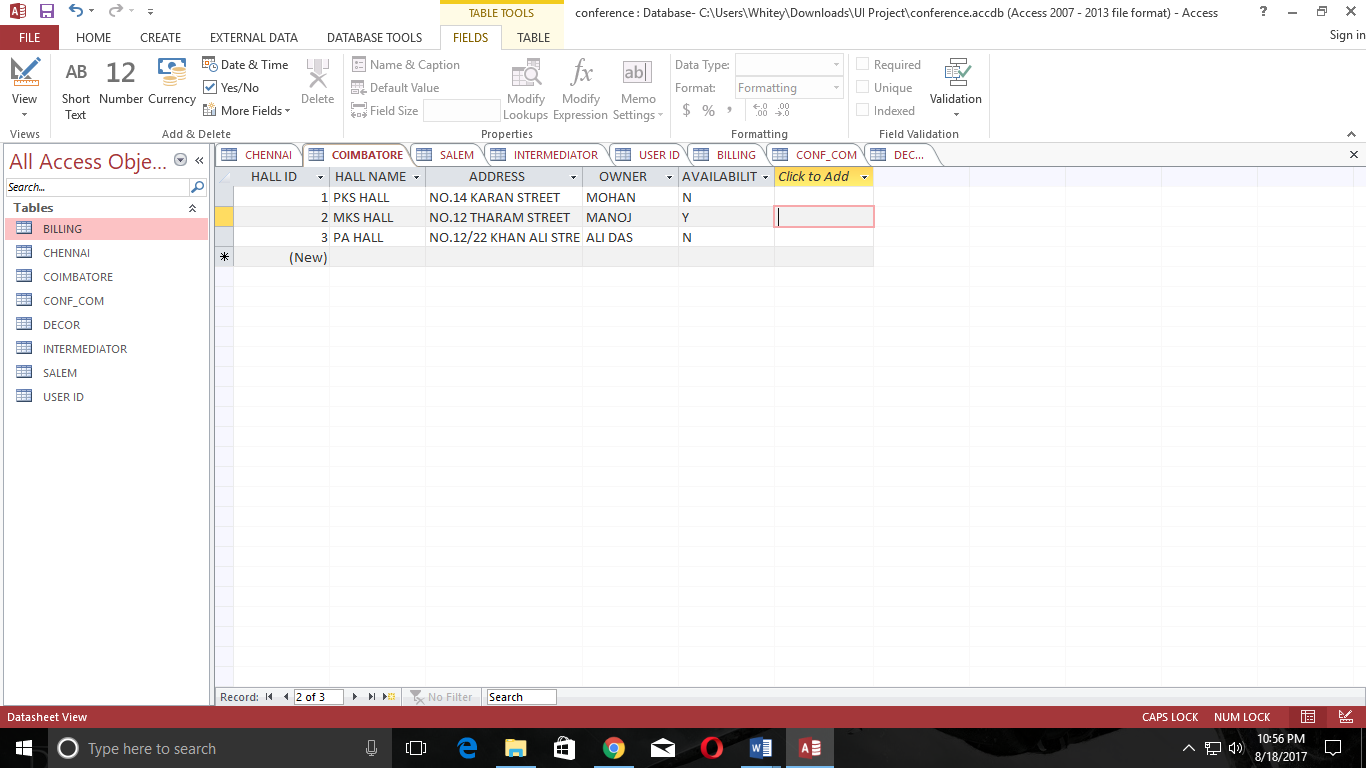 TABLE TOOLS
conference : Database- C:\Users\Whitey\Downloads\UI Project\conference.accdb (Access 2007 - 2013 file format) - Access
FILE HOME CREATE EXTERNAL DATA DATABASE TOOLS FIELDS TABLE Sign in
View
Views
AB Short Text
12 Number
Currency
Date & Time
Yes/No
More Fields
Delete
Add & Delete
Name & Caption
Default Value
Field Size
Modify Lookups
fx Modify Expression
ab Memo Settings
Properties
Data Type:
Format: Formatting
$ % , ←.0 .00 .00 →.0
Formatting
Required
Unique
Indexed
Validation
Field Validation
All Access Obje...
Search...
Tables
BILLING
CHENNAI
COIMBATORE
CONF_COM
DECOR
INTERMEDIATOR
SALEM
USER ID
CHENNAI COIMBATORE SALEM INTERMEDIATOR USER ID BILLING CONF_COM DEC...
HALL ID HALL NAME ADDRESS OWNER AVAILABILIT Click to Add
1 PKS HALL NO.14 KARAN STREET MOHAN N
2 MKS HALL NO.12 THARAM STREET MANOJ Y
3 PA HALL NO.12/22 KHAN ALI STRE ALI DAS N
(New)
Record: 2 of 3 No Filter Search
Datasheet View CAPS LOCK NUM LOCK
Type here to search
10:56 PM
8/18/2017